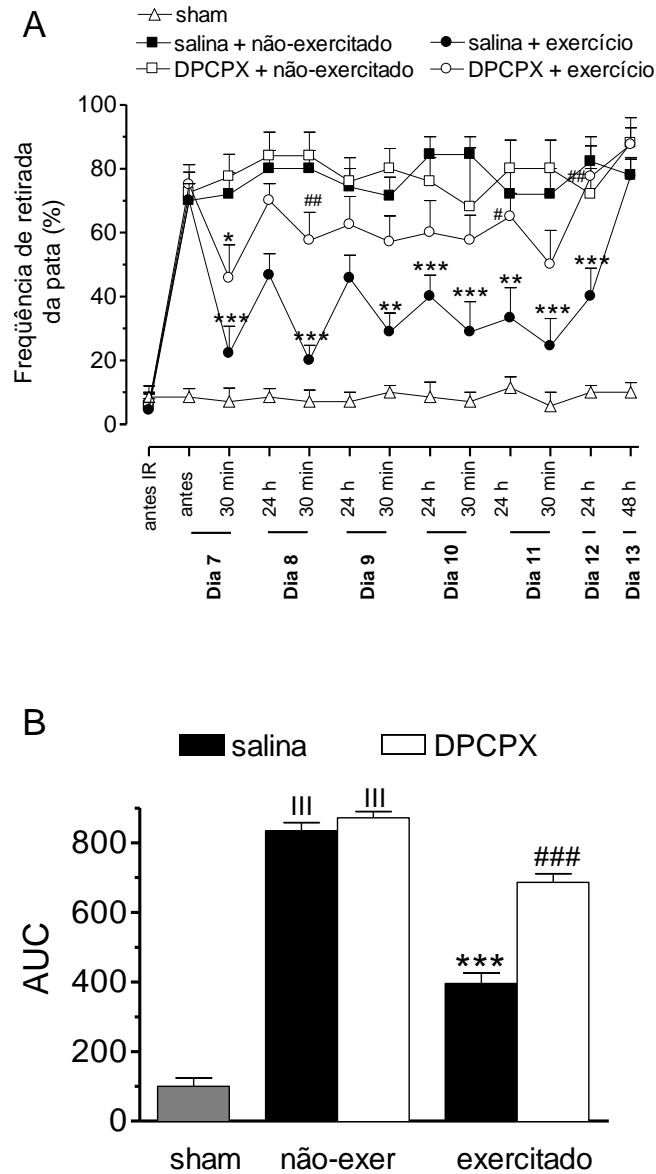 A
sham
salina + não-exercitado salina + exercício
DPCPX + não-exercitado DPCPX + exercício
Freqüência de retirada
da pata (%)
100
80
60
40
20
0
* *** ## *** ** *** *** # ** *** ## ***
antes IR antes 30 min 24 h 30 min 24 h 30 min 24 h 30 min 24 h 30 min 24 h 48 h
Dia 7 Dia 8 Dia 9 Dia 10 Dia 11 Dia 12 Dia 13
B
salina DPCPX
AUC
800
600
400
200
0
III III *** ###
sham não-exer exercitado